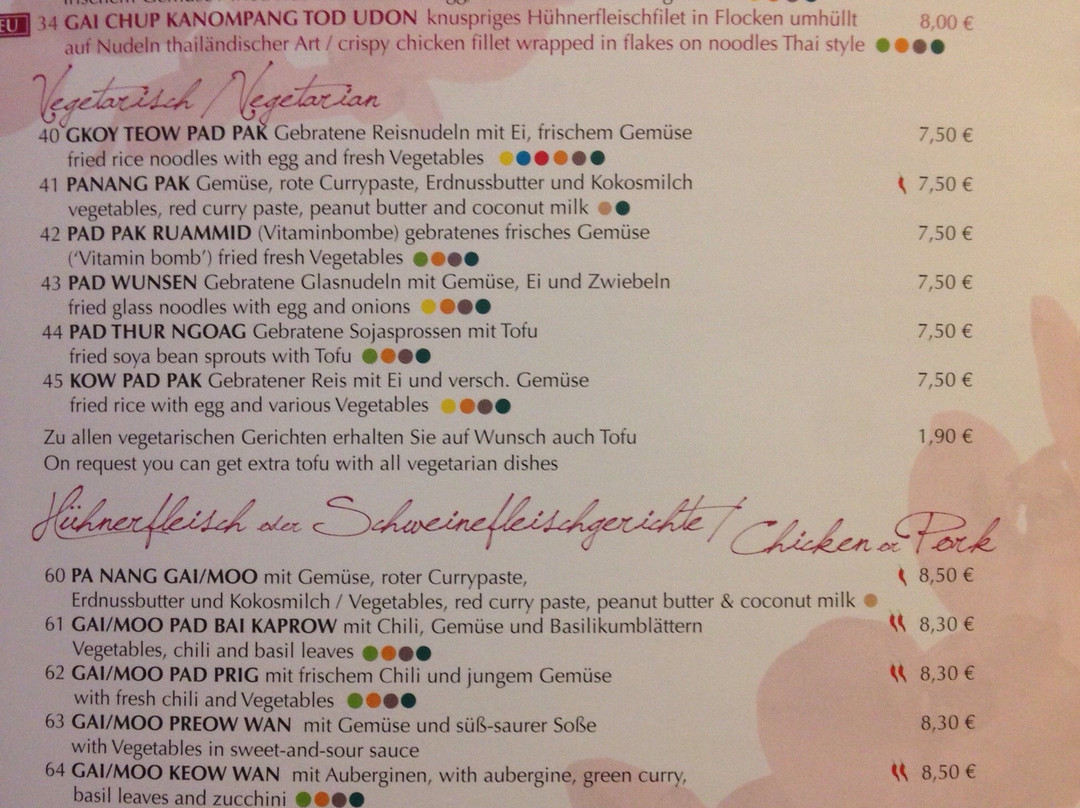 EU 34 GAI CHUP KANOMPANG TOD UDON knuspriges Hühnerfleischfilet in Flocken umhüllt 8,00 €
auf Nudeln thailändischer Art / crispy chicken fillet wrapped in flakes on noodles Thai style
Vegetarisch / Vegetarian
40 GKOY TEOW PAD PAK Gebratene Reisnudeln mit Ei, frischem Gemüse 7,50 €
fried rice noodles with egg and fresh Vegetables
41 PANANG PAK Gemüse, rote Currypaste, Erdnussbutter und Kokosmilch 7,50 €
vegetables, red curry paste, peanut butter and coconut milk
42 PAD PAK RUAMMID (Vitaminbombe) gebratenes frisches Gemüse 7,50 €
('Vitamin bomb') fried fresh Vegetables
43 PAD WUNSEN Gebratene Glasnudeln mit Gemüse, Ei und Zwiebeln 7,50 €
fried glass noodles with egg and onions
44 PAD THUR NGOAG Gebratene Sojasprossen mit Tofu 7,50 €
fried soya bean sprouts with Tofu
45 KOW PAD PAK Gebratener Reis mit Ei und versch. Gemüse 7,50 €
fried rice with egg and various Vegetables
Zu allen vegetarischen Gerichten erhalten Sie auf Wunsch auch Tofu 1,90 €
On request you can get extra tofu with all vegetarian dishes
Hühnerfleisch oder Schweinefleischgerichte / Chicken or Pork
60 PA NANG GAI/MOO mit Gemüse, roter Currypaste, 8,50 €
Erdnussbutter und Kokosmilch / Vegetables, red curry paste, peanut butter & coconut milk
61 GAI/MOO PAD BAI KAPROW mit Chili, Gemüse und Basilikumblättern 8,30 €
Vegetables, chili and basil leaves
62 GAI/MOO PAD PRIG mit frischem Chili und jungem Gemüse 8,30 €
with fresh chili and Vegetables
63 GAI/MOO PREOW WAN mit Gemüse und süß-saurer Soße 8,30 €
with Vegetables in sweet-and-sour sauce
64 GAI/MOO KEOW WAN mit Auberginen, with aubergine, green curry, 8,50 €
basil leaves and zucchini